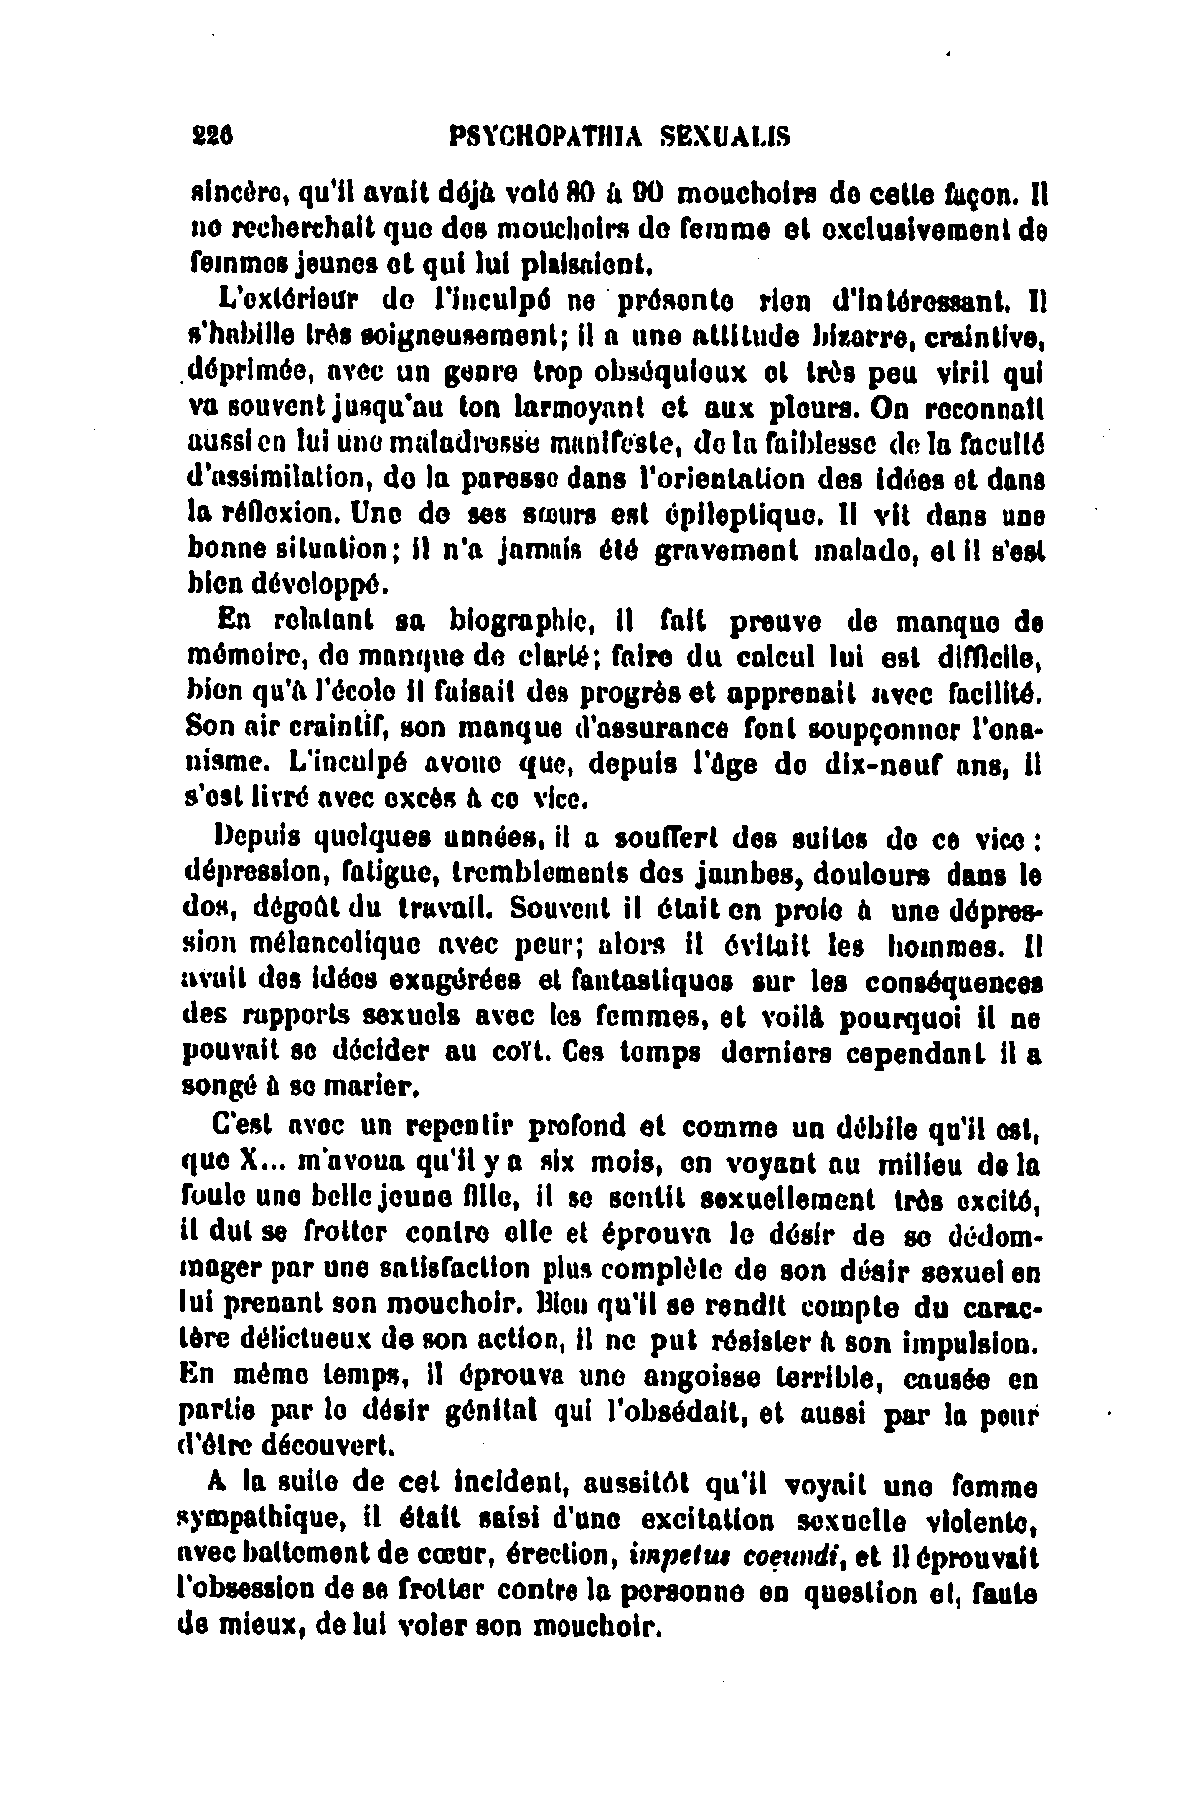 226 PSYCHOPATHIA SEXUALIS
sincère, qu'il avait déjà volé 80 à 90 mouchoirs de cette façon. Il
ne recherchait que des mouchoirs de femme et exclusivement de
femmes jeunes et qui lui plaisaient.
L'extérieur de l'inculpé ne présente rien d'intéressant. Il
s'habille très soigneusement; il a une attitude bizarre, craintive,
déprimée, avec un genre trop obséquieux et très peu viril qui
va souvent jusqu'au ton larmoyant et aux pleurs. On reconnaît
aussi en lui une maladresse manifeste, de la faiblesse de la faculté
d'assimilation, de la paresse dans l'orientation des idées et dans
la réflexion. Une de ses sœurs est épileptique. Il vit dans une
bonne situation; il n'a jamais été gravement malade, et il s'est
bien développé.
En relatant sa biographie, il fait preuve de manque de
mémoire, de manque de clarté; faire du calcul lui est difficile,
bien qu'à l'école il faisait des progrès et apprenait avec facilité.
Son air craintif, son manque d'assurance font soupçonner l'ona-
nisme. L'inculpé avoue que, depuis l'âge de dix-neuf ans, il
s'est livré avec excès à ce vice.
Depuis quelques années, il a souffert des suites de ce vice :
dépression, fatigue, tremblements des jambes, douleurs dans le
dos, dégoût du travail. Souvent il était en proie à une dépres-
sion mélancolique avec peur; alors il évitait les hommes. Il
avait des idées exagérées et fantastiques sur les conséquences
des rapports sexuels avec les femmes, et voilà pourquoi il ne
pouvait se décider au coït. Ces temps derniers cependant il a
songé à se marier.
C'est avec un repentir profond et comme un débile qu'il est,
que X... m'avoua qu'il y a six mois, en voyant au milieu de la
foule une belle jeune fille, il se sentit sexuellement très excité,
il dut se frotter contre elle et éprouva le désir de se dédom-
mager par une satisfaction plus complète de son désir sexuel en
lui prenant son mouchoir. Bien qu'il se rendit compte du carac-
tère délictueux de son action, il ne put résister à son impulsion.
En même temps, il éprouva une angoisse terrible, causée en
partie par le désir génital qui l'obsédait, et aussi par la peur
d'être découvert.
A la suite de cet incident, aussitôt qu'il voyait une femme
sympathique, il était saisi d'une excitation sexuelle violente,
avec battement de cœur, érection, impetus coeundi, et il éprouvait
l'obsession de se frotter contre la personne en question et, faute
de mieux, de lui voler son mouchoir.